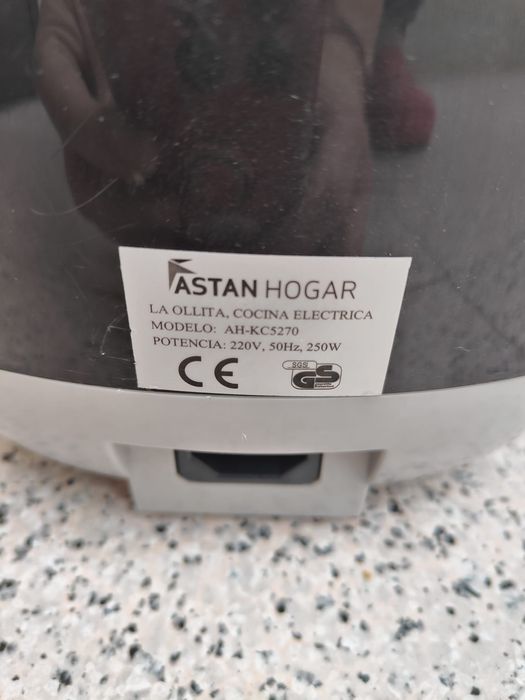 ASTAN HOGAR
LA OLLITA, COCINA ELECTRICA
MODELO: AH-KC5270
POTENCIA: 220V, 50Hz, 250W
CE
SGS
GS